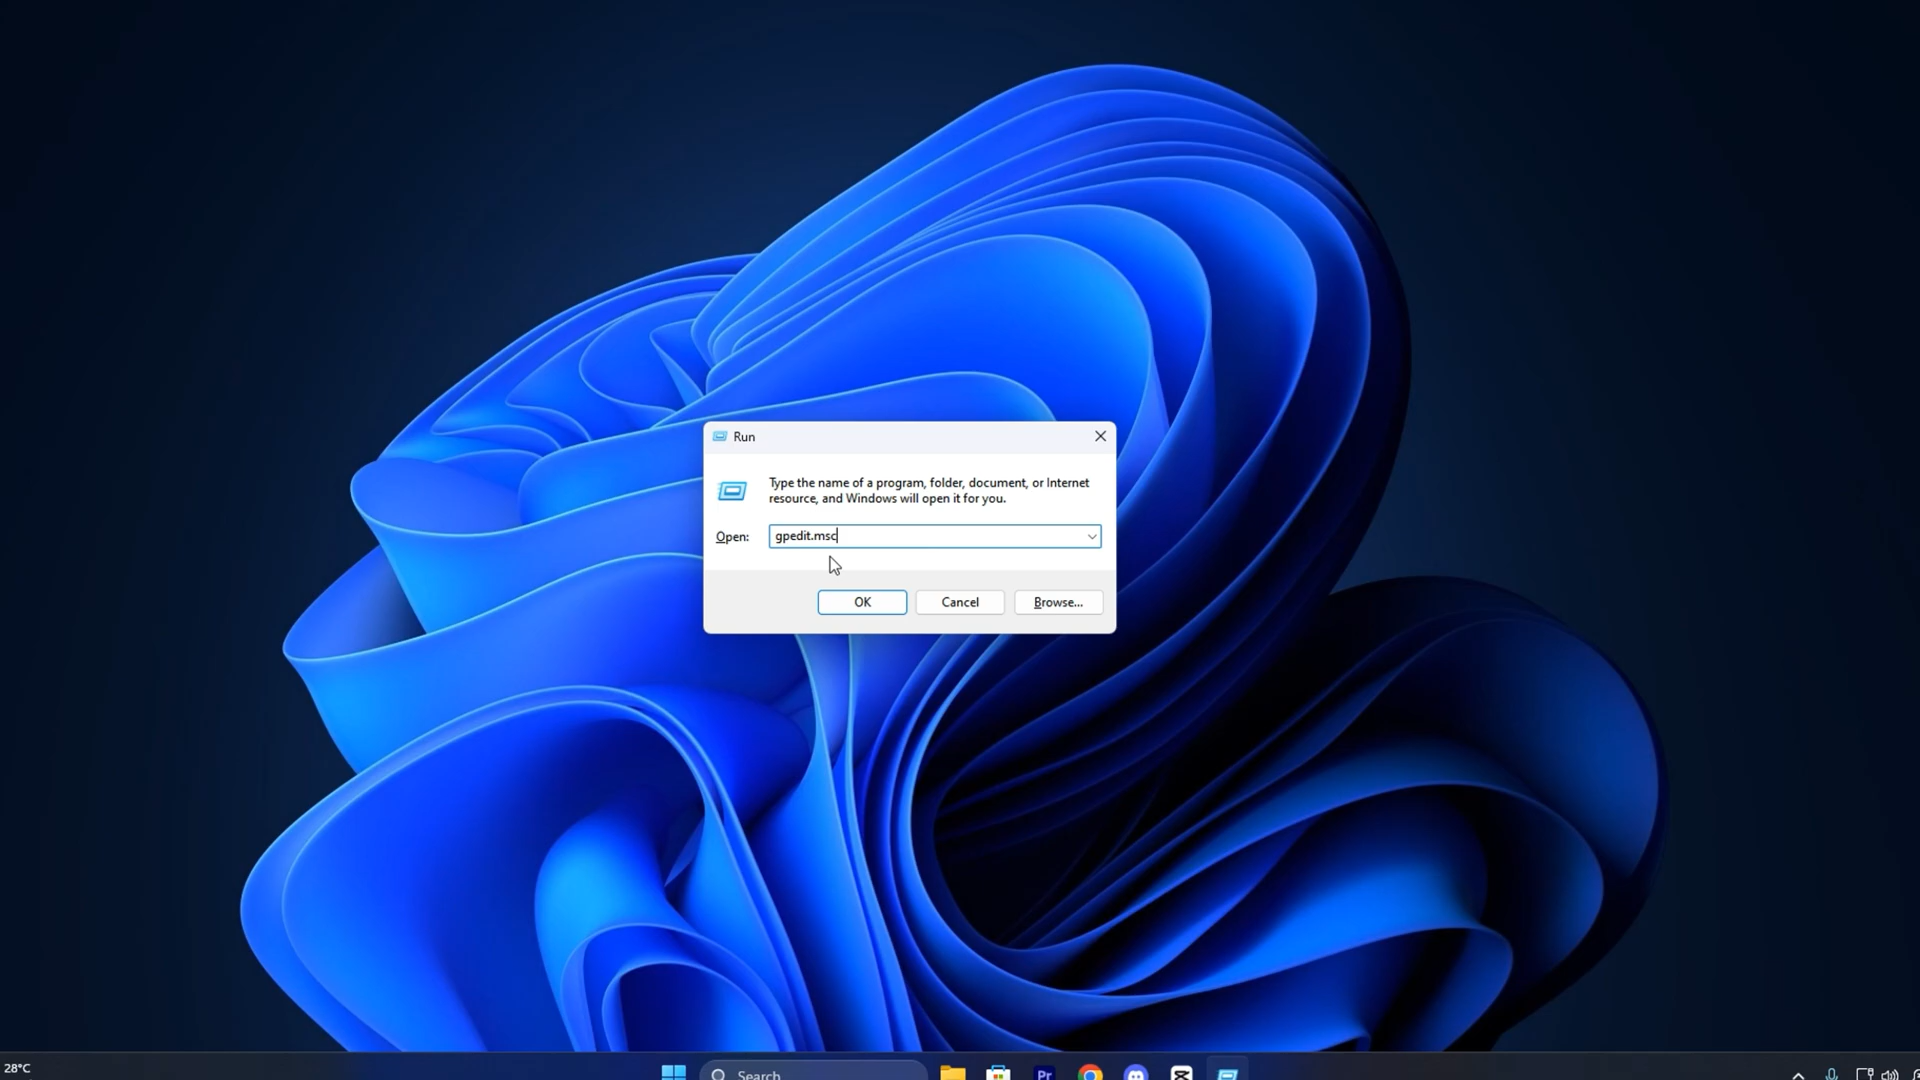 Run
Type the name of a program, folder, document, or Internet
resource, and Windows will open it for you.
Open: gpedit.msc
OK Cancel Browse...
28°C
Search
Pr